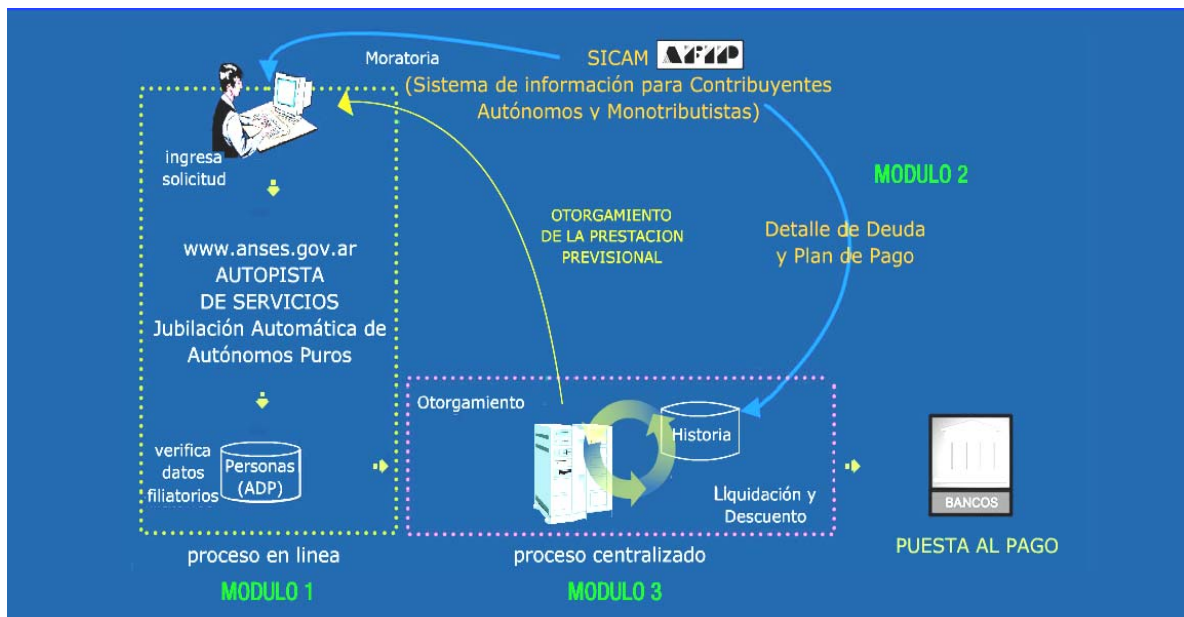 Moratoria
SICAM AFIP
(Sistema de información para Contribuyentes
Autónomos y Monotributistas)
ingresa
solicitud
MODULO 2
OTORGAMIENTO
DE LA PRESTACION
PREVISIONAL
Detalle de Deuda
y Plan de Pago
www.anses.gov.ar
AUTOPISTA
DE SERVICIOS
Jubilación Automática de
Autónomos Puros
verifica
datos
filiatorios
Personas
(ADP)
Otorgamiento
Historia
LIquidación y
Descuento
BANCOS
proceso en linea
MODULO 1
proceso centralizado
MODULO 3
PUESTA AL PAGO